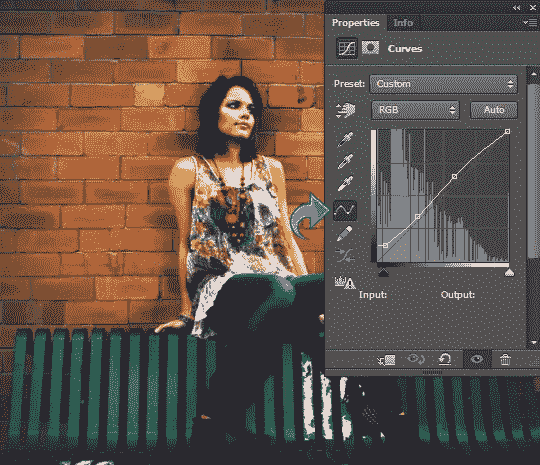 Properties Info
Curves
Preset: Custom
RGB Auto
Input: Output: